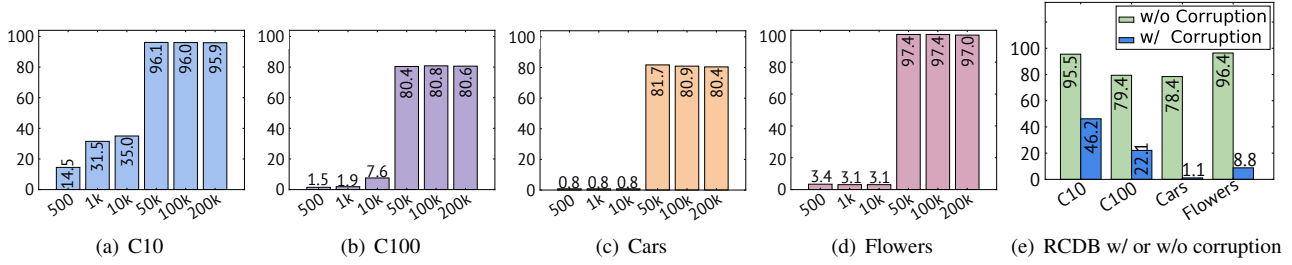 100
80
60
40
20
0
14.5
31.5
35.0
96.1
96.0
95.9
500
1k
10k
50k
100k
200k
(a) C10
100
80
60
40
20
0
1.5
1.9
7.6
80.4
80.8
80.6
500
1k
10k
50k
100k
200k
(b) C100
100
80
60
40
20
0
0.8
0.8
0.8
81.7
80.9
80.4
500
1k
10k
50k
100k
200k
(c) Cars
100
80
60
40
20
0
3.4
3.1
3.1
97.4
97.4
97.0
500
1k
10k
50k
100k
200k
(d) Flowers
w/o Corruption
w/ Corruption
100
80
60
40
20
0
95.5
46.2
79.4
22.1
78.4
1.1
96.4
8.8
C10
C100
Cars
Flowers
(e) RCDB w/ or w/o corruption